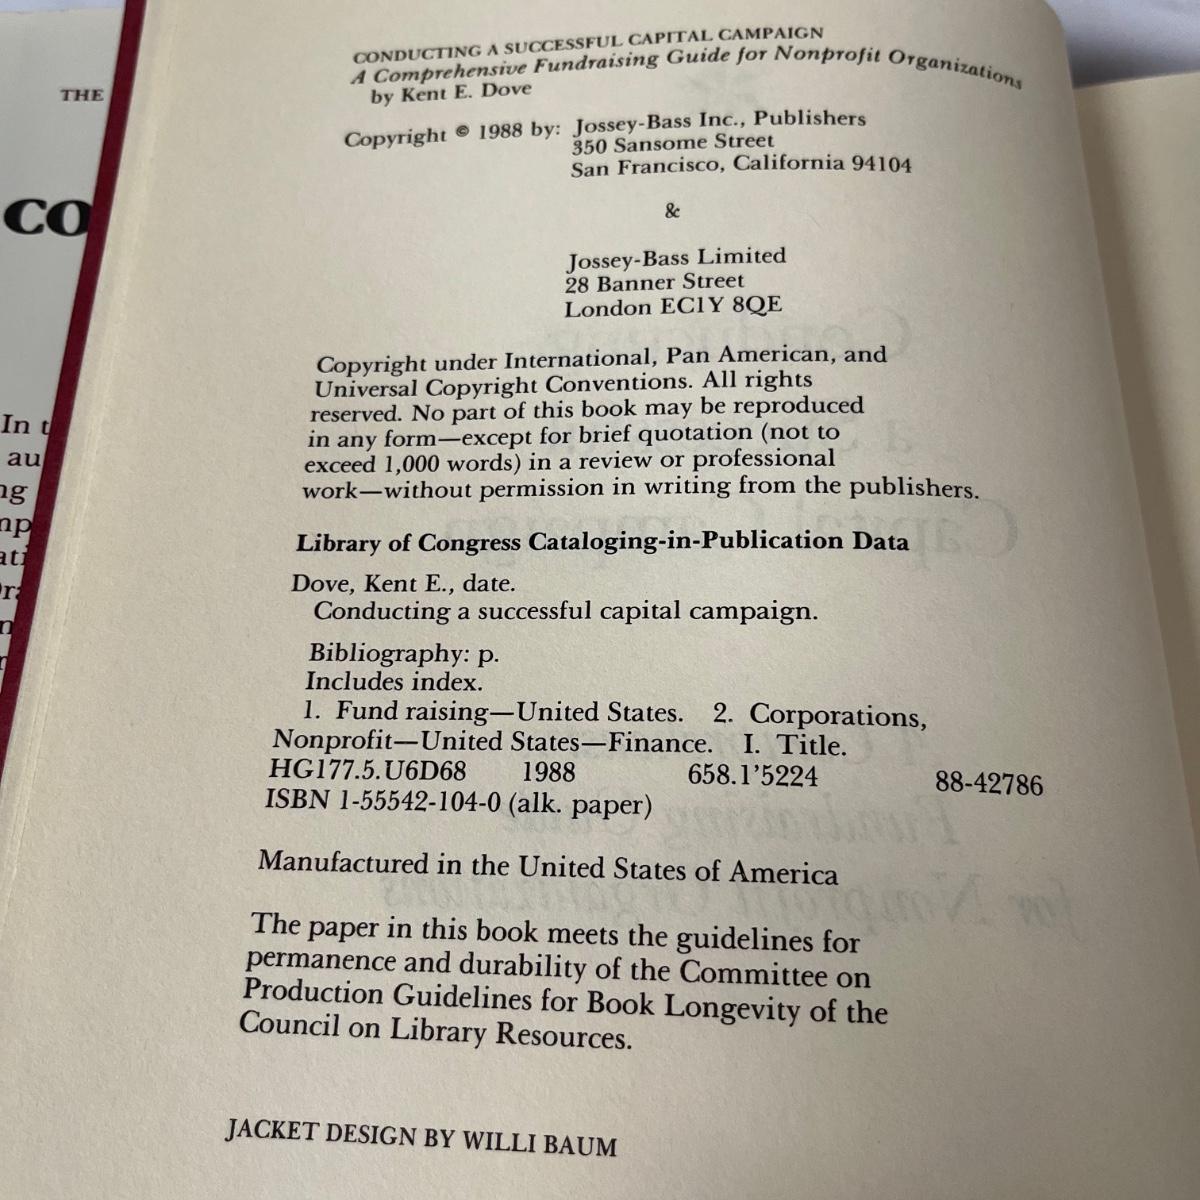 CONDUCTING A SUCCESSFUL CAPITAL CAMPAIGN
A Comprehensive Fundraising Guide for Nonprofit Organizations
by Kent E. Dove
Copyright © 1988 by: Jossey-Bass Inc., Publishers
350 Sansome Street
San Francisco, California 94104
&
Jossey-Bass Limited
28 Banner Street
London EC1Y 8QE
Copyright under International, Pan American, and
Universal Copyright Conventions. All rights
reserved. No part of this book may be reproduced
in any form—except for brief quotation (not to
exceed 1,000 words) in a review or professional
work—without permission in writing from the publishers.
Library of Congress Cataloging-in-Publication Data
Dove, Kent E., date.
Conducting a successful capital campaign.
Bibliography: p.
Includes index.
1. Fund raising—United States. 2. Corporations,
Nonprofit—United States—Finance. I. Title.
HG177.5.U6D68 1988 658.1'5224 88-42786
ISBN 1-55542-104-0 (alk. paper)
Manufactured in the United States of America
The paper in this book meets the guidelines for
permanence and durability of the Committee on
Production Guidelines for Book Longevity of the
Council on Library Resources.
JACKET DESIGN BY WILLI BAUM
THE
CO
In t
au